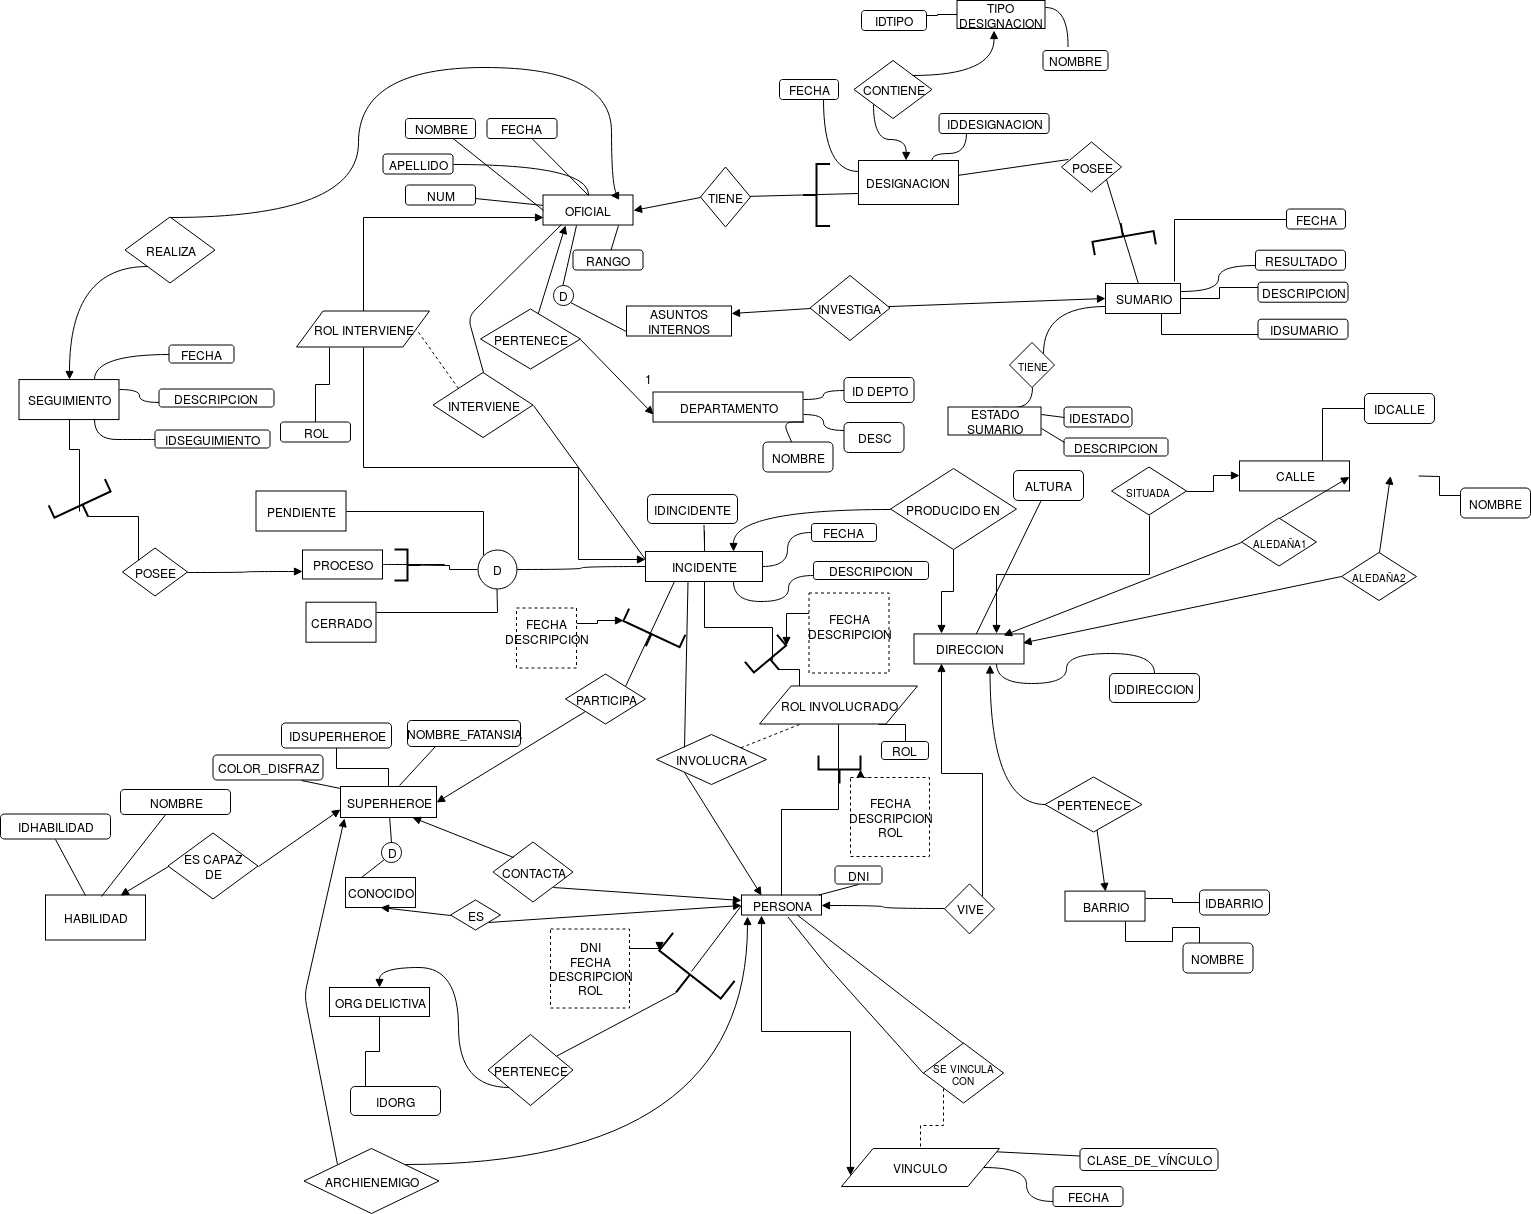 TIPO
DESIGNACION
IDTIPO
NOMBRE
FECHA
CONTIENE
IDDESIGNACION
NOMBRE
FECHA
APELLIDO
POSEE
DESIGNACION
NUM
TIENE
OFICIAL
FECHA
REALIZA
RANGO
RESULTADO
D
DESCRIPCION
SUMARIO
ASUNTOS
INTERNOS
INVESTIGA
ROL INTERVIENE
IDSUMARIO
PERTENECE
FECHA
TIENE
1
SEGUIMIENTO
DESCRIPCION
INTERVIENE
DEPARTAMENTO
ID DEPTO
IDCALLE
ESTADO
SUMARIO
IDESTADO
ROL
IDSEGUIMIENTO
DESC
DESCRIPCION
NOMBRE
CALLE
ALTURA
SITUADA
NOMBRE
PENDIENTE
IDINCIDENTE
PRODUCIDO EN
FECHA
ALEDAÑA1
POSEE
PROCESO
D
INCIDENTE
DESCRIPCION
ALEDAÑA2
CERRADO
FECHA
DESCRIPCION
FECHA
DESCRIPCION
DIRECCION
IDDIRECCION
PARTICIPA
ROL INVOLUCRADO
IDSUPERHEROE
NOMBRE_FATANSIA
ROL
INVOLUCRA
COLOR_DISFRAZ
NOMBRE
SUPERHEROE
FECHA
DESCRIPCION
ROL
PERTENECE
IDHABILIDAD
ES CAPAZ
DE
D
CONTACTA
DNI
CONOCIDO
HABILIDAD
ES
PERSONA
VIVE
BARRIO
IDBARRIO
DNI
FECHA
DESCRIPCION
ROL
NOMBRE
ORG DELICTIVA
PERTENECE
SE VINCULA
CON
IDORG
ARCHIENEMIGO
VINCULO
CLASE_DE_VÍNCULO
FECHA